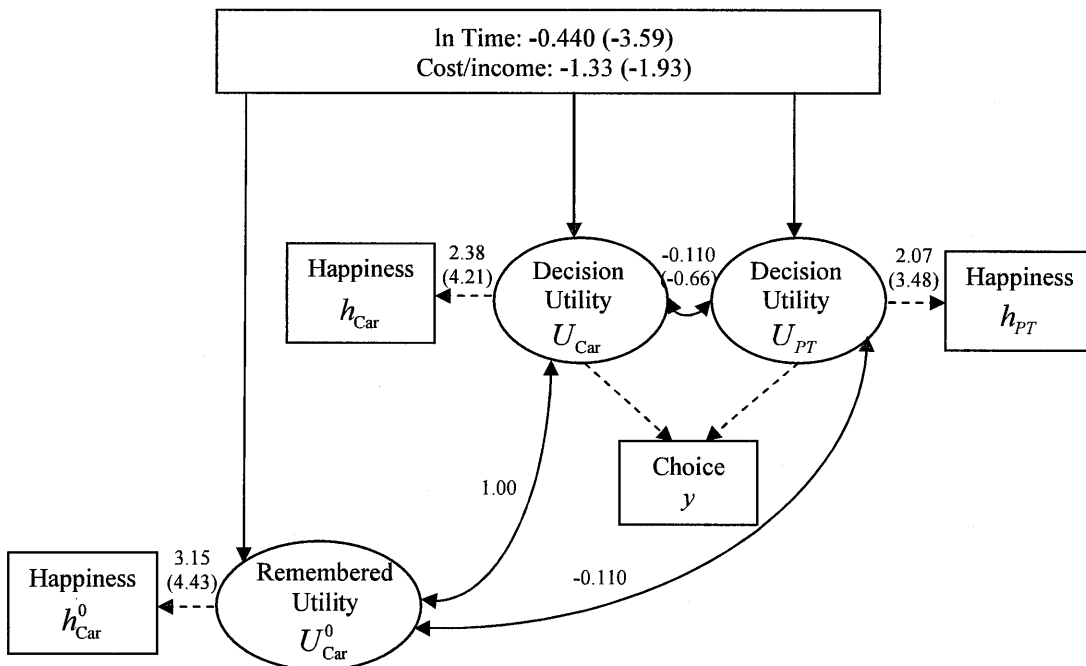 ln Time: -0.440 (-3.59)
Cost/income: -1.33 (-1.93)
Happiness
h_Car
2.38
(4.21)
Decision
Utility
U_Car
-0.110
(-0.66)
Decision
Utility
U_PT
2.07
(3.48)
Happiness
h_PT
Choice
y
1.00
-0.110
Happiness
h^0_Car
3.15
(4.43)
Remembered
Utility
U^0_Car